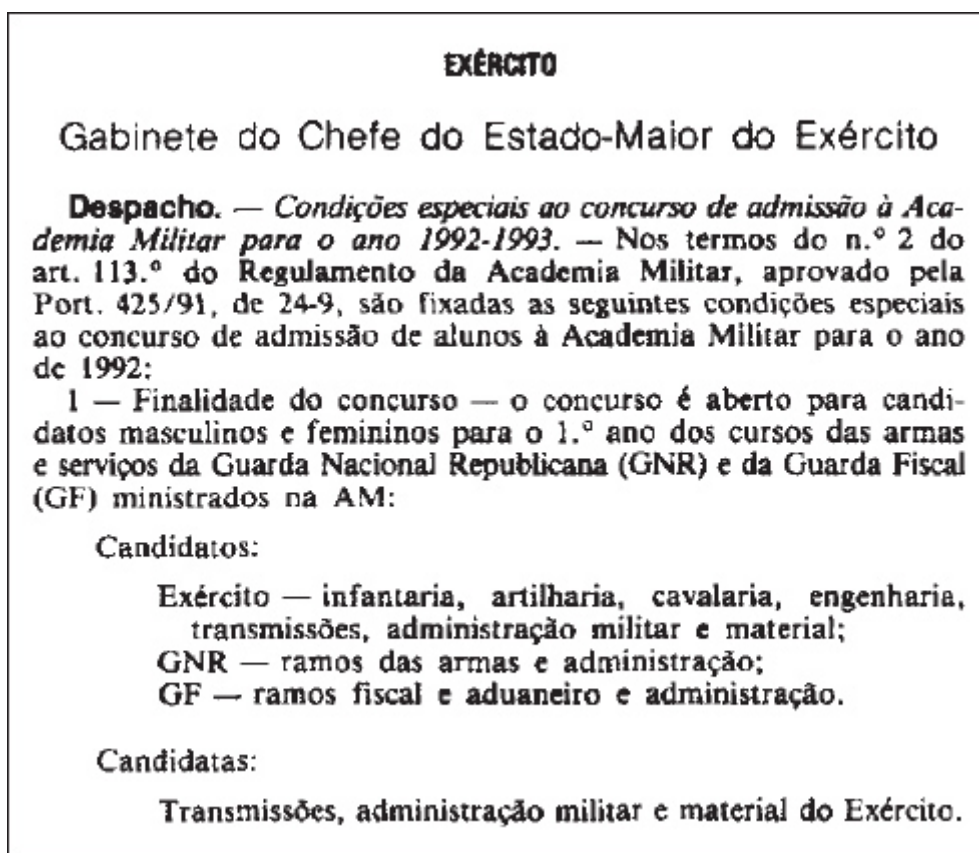 EXÉRCITO
Gabinete do Chefe do Estado-Maior do Exército
Despacho. — Condições especiais ao concurso de admissão à Aca-
demia Militar para o ano 1992-1993. — Nos termos do n.º 2 do
art. 113.º do Regulamento da Academia Militar, aprovado pela
Port. 425/91, de 24-9, são fixadas as seguintes condições especiais
ao concurso de admissão de alunos à Academia Militar para o ano
de 1992:
1 — Finalidade do concurso — o concurso é aberto para candi-
datos masculinos e femininos para o 1.º ano dos cursos das armas
e serviços da Guarda Nacional Republicana (GNR) e da Guarda Fiscal
(GF) ministrados na AM:
Candidatos:
Exército — infantaria, artilharia, cavalaria, engenharia,
transmissões, administração militar e material;
GNR — ramos das armas e administração;
GF — ramos fiscal e aduaneiro e administração.
Candidatas:
Transmissões, administração militar e material do Exército.